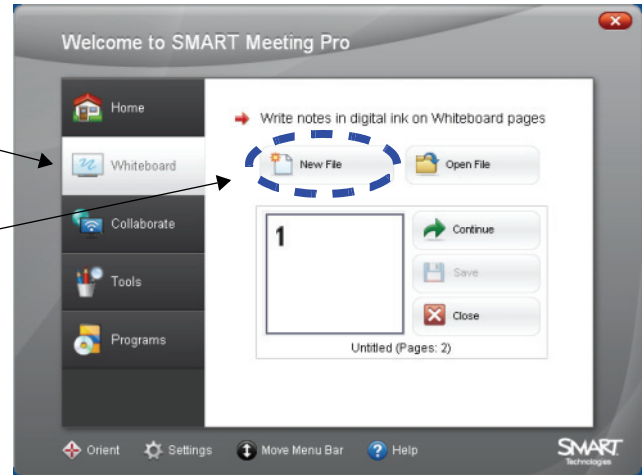 Welcome to SMART Meeting Pro
Home
Whiteboard
Collaborate
Tools
Programs
Write notes in digital ink on Whiteboard pages
New File
Open File
1
Continue
Save
Close
Untitled (Pages: 2)
Orient
Settings
Move Menu Bar
Help
SMART
Technologies